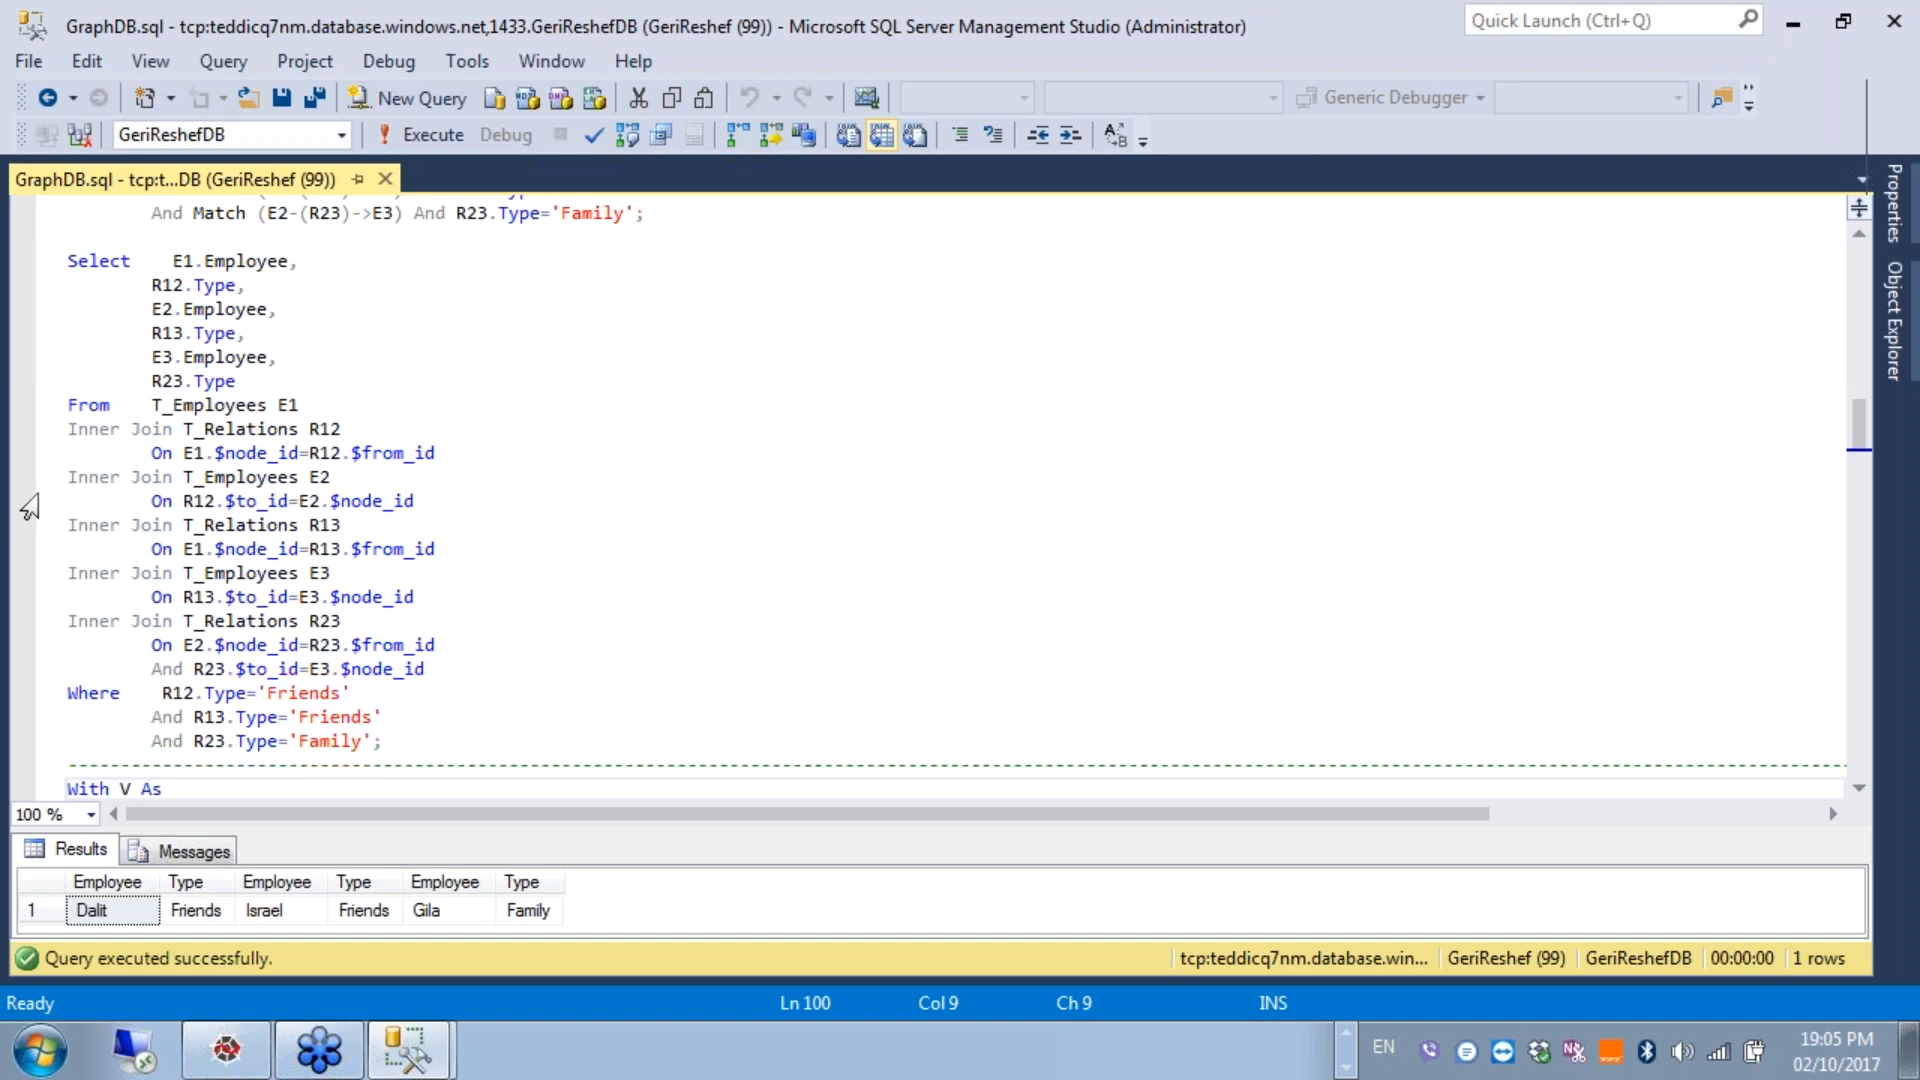 GraphDB.sql - tcp:teddicq7nm.database.windows.net,1433.GeriReshefDB (GeriReshef (99)) - Microsoft SQL Server Management Studio (Administrator)
Quick Launch (Ctrl+Q)
File Edit View Query Project Debug Tools Window Help
New Query
Generic Debugger
GeriReshefDB
Execute Debug
GraphDB.sql - tcp:t...DB (GeriReshef (99))
And Match (E2-(R23)->E3) And R23.Type='Family';
Select E1.Employee,
R12.Type,
E2.Employee,
R13.Type,
E3.Employee,
R23.Type
From T_Employees E1
Inner Join T_Relations R12
On E1.$node_id=R12.$from_id
Inner Join T_Employees E2
On R12.$to_id=E2.$node_id
Inner Join T_Relations R13
On E1.$node_id=R13.$from_id
Inner Join T_Employees E3
On R13.$to_id=E3.$node_id
Inner Join T_Relations R23
On E2.$node_id=R23.$from_id
And R23.$to_id=E3.$node_id
Where R12.Type='Friends'
And R13.Type='Friends'
And R23.Type='Family';
With V As
Properties
Object Explorer
100 %
Results Messages
Employee Type Employee Type Employee Type
1 Dalit Friends Israel Friends Gila Family
Query executed successfully.
tcp:teddicq7nm.database.win... GeriReshef (99) GeriReshefDB 00:00:00 1 rows
Ready Ln 100 Col 9 Ch 9 INS
EN
19:05 PM
02/10/2017